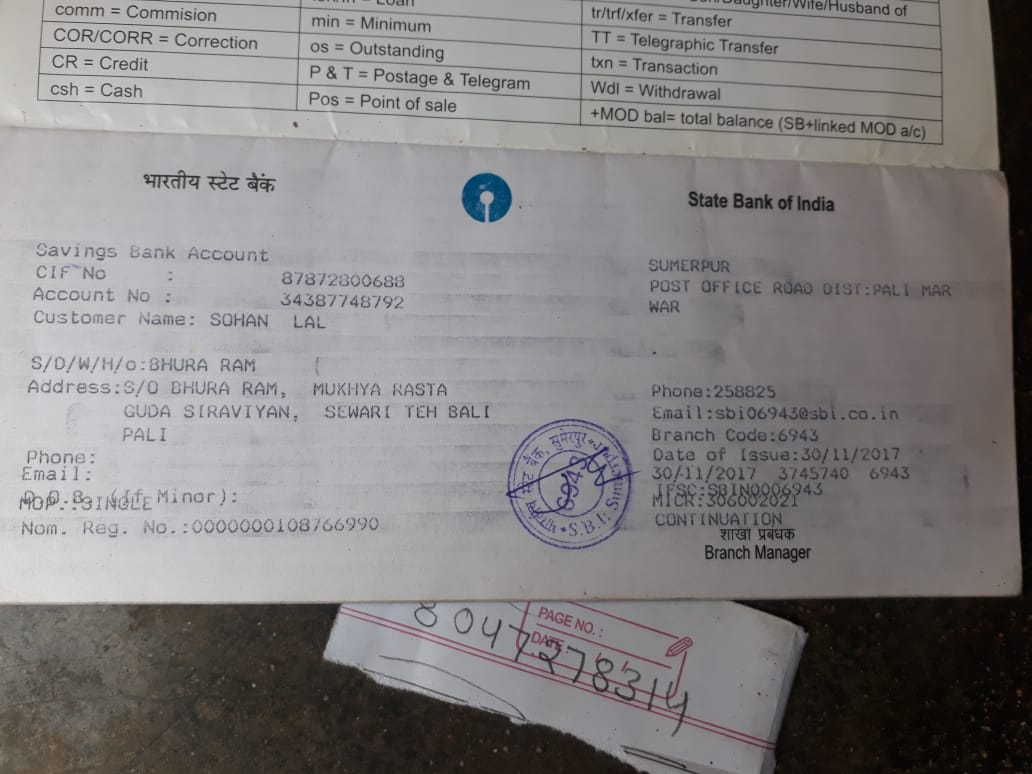 comm = Commision
COR/CORR = Correction
CR = Credit
csh = Cash
= Loan
min = Minimum
os = Outstanding
P & T = Postage & Telegram
Pos = Point of sale
Daughter/Wife/Husband of
tr/trf/xfer = Transfer
TT = Telegraphic Transfer
txn = Transaction
Wdl = Withdrawal
+MOD bal= total balance (SB+linked MOD a/c)
भारतीय स्टेट बैंक
State Bank of India
Savings Bank Account
CIF No : 87872800688
Account No : 34387748792
Customer Name: SOHAN LAL
S/D/W/H/o:BHURA RAM
Address:S/O BHURA RAM, MUKHYA RASTA
GUDA SIRAVIYAN, SEWARI TEH BALI
PALI
Phone:
Email:
D.O.B. (If Minor):
MOP.:SINGLE
Nom. Reg. No.:0000000108766990
SUMERPUR
POST OFFICE ROAD DIST:PALI MAR
WAR
Phone:258825
Email:sbi06943@sbi.co.in
Branch Code:6943
Date of Issue:30/11/2017
30/11/2017 3745740 6943
IFSC:SBIN0006943
MICR:306002021
CONTINUATION
शाखा प्रबंधक
Branch Manager
स्टेट बैंक, सुमेरपुर
6943
S.B.I. Sumerpur
PAGE NO.:
DATE
8047278314